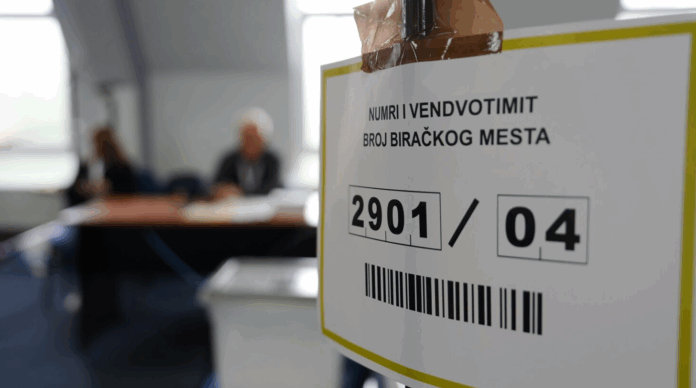 NUMRI I VENDVOTIMIT
BROJ BIRAČKOG MESTA
2901 / 04